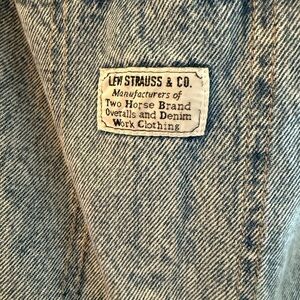 LEVI STRAUSS & CO.
Manufacturers of
Two Horse Brand
Overalls and Denim
Work Clothing